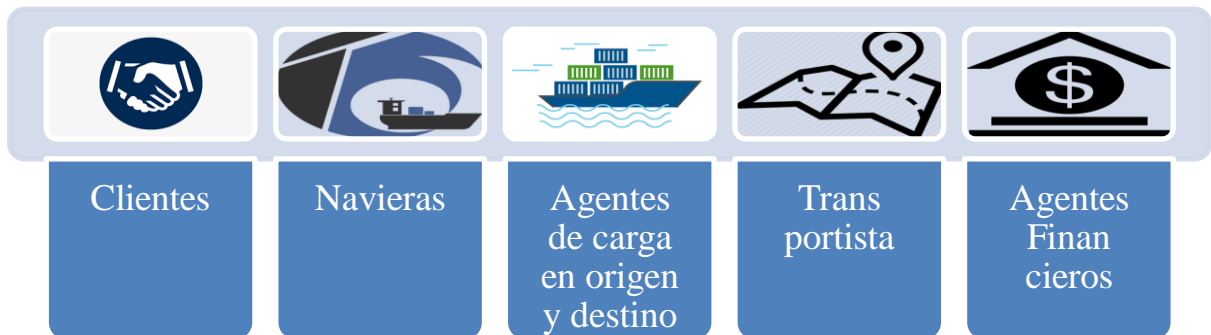 $
Clientes
Navieras
Agentes
de carga
en origen
y destino
Trans
portista
Agentes
Finan
cieros